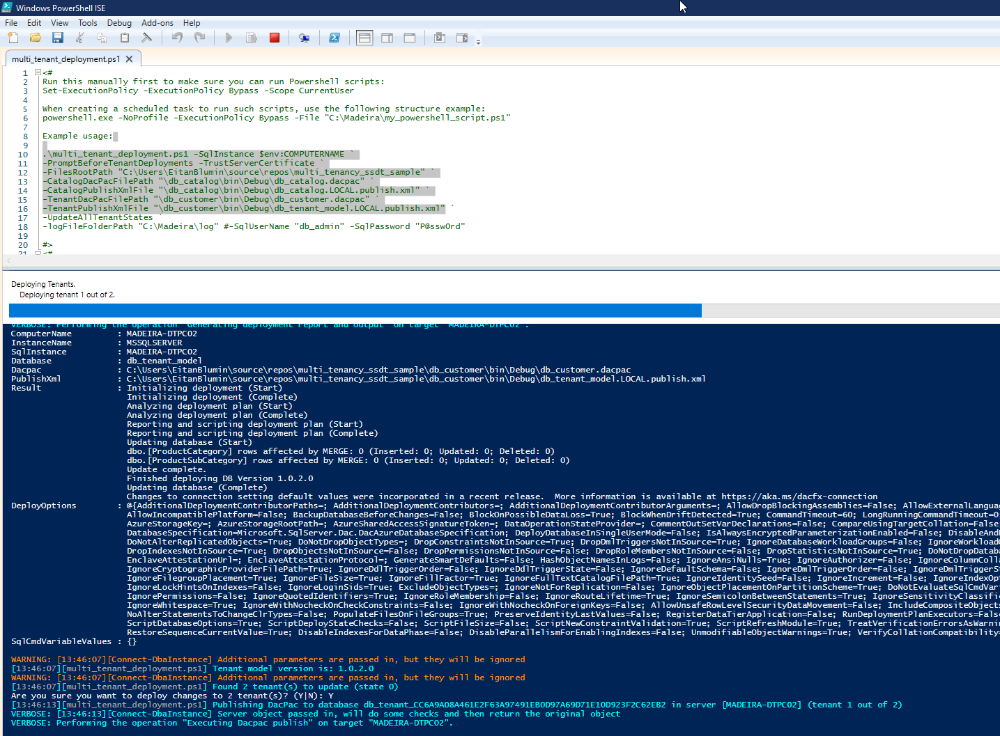 Windows PowerShell ISE
File Edit View Tools Debug Add-ons Help
multi_tenant_deployment.ps1
1 <#
2 Run this manually first to make sure you can run Powershell scripts:
3 Set-ExecutionPolicy -ExecutionPolicy Bypass -Scope CurrentUser
4
5 When creating a scheduled task to run such scripts, use the following structure example:
6 powershell.exe -NoProfile -ExecutionPolicy Bypass -File "C:\Madeira\my_powershell_script.ps1"
7
8 Example usage:
9
10 .\multi_tenant_deployment.ps1 -SqlInstance $env:COMPUTERNAME `
11 -PromptBeforeTenantDeployments -TrustServerCertificate `
12 -FilesRootPath "C:\Users\EitanBlumin\source\repos\multi_tenancy_ssdt_sample" `
13 -CatalogDacPacFilePath "\db_catalog\bin\Debug\db_catalog.dacpac" `
14 -CatalogPublishXmlFile "\db_catalog\bin\Debug\db_catalog.LOCAL.publish.xml" `
15 -TenantDacPacFilePath "\db_customer\bin\Debug\db_customer.dacpac" `
16 -TenantPublishXmlFile "\db_customer\bin\Debug\db_tenant_model.LOCAL.publish.xml" `
17 -UpdateAllTenantStates `
18 -logFileFolderPath "C:\Madeira\log" #-SqlUserName "db_admin" -SqlPassword "P@ssw0rd"
19
20 #>
21 <#
Deploying Tenants.
Deploying tenant 1 out of 2.
VERBOSE: Performing the operation "Generating deployment report and output" on target "MADEIRA-DTPC02".
ComputerName : MADEIRA-DTPC02
InstanceName : MSSQLSERVER
SqlInstance : MADEIRA-DTPC02
Database : db_tenant_model
Dacpac : C:\Users\EitanBlumin\source\repos\multi_tenancy_ssdt_sample\db_customer\bin\Debug\db_customer.dacpac
PublishXml : C:\Users\EitanBlumin\source\repos\multi_tenancy_ssdt_sample\db_customer\bin\Debug\db_tenant_model.LOCAL.publish.xml
Result : Initializing deployment (Start)
Initializing deployment (Complete)
Analyzing deployment plan (Start)
Analyzing deployment plan (Complete)
Reporting and scripting deployment plan (Start)
Reporting and scripting deployment plan (Complete)
Updating database (Start)
dbo.[ProductCategory] rows affected by MERGE: 0 (Inserted: 0; Updated: 0; Deleted: 0)
dbo.[ProductSubCategory] rows affected by MERGE: 0 (Inserted: 0; Updated: 0; Deleted: 0)
Update complete.
Finished deploying DB Version 1.0.2.0
Updating database (Complete)
Changes to connection setting default values were incorporated in a recent release.  More information is available at https://aka.ms/dacfx-connection
DeployOptions : @{AdditionalDeploymentContributorPaths=; AdditionalDeploymentContributors=; AdditionalDeploymentContributorArguments=; AllowDropBlockingAssemblies=False; AllowExternalLangua
AllowIncompatiblePlatform=False; BackupDatabaseBeforeChanges=False; BlockOnPossibleDataLoss=True; BlockWhenDriftDetected=True; CommandTimeout=60; LongRunningCommandTimeout=0
AzureStorageKey=; AzureStorageRootPath=; AzureSharedAccessSignatureToken=; DataOperationStateProvider=; CommentOutSetVarDeclarations=False; CompareUsingTargetCollation=False
DatabaseSpecification=Microsoft.SqlServer.Dac.DacAzureDatabaseSpecification; DeployDatabaseInSingleUserMode=False; IsAlwaysEncryptedParameterizationEnabled=False; DisableAndR
DoNotAlterReplicatedObjects=True; DoNotDropObjectTypes=; DropConstraintsNotInSource=True; DropDmlTriggersNotInSource=True; IgnoreDatabaseWorkloadGroups=False; IgnoreWorkload
DropIndexesNotInSource=True; DropObjectsNotInSource=False; DropPermissionsNotInSource=False; DropRoleMembersNotInSource=False; DropStatisticsNotInSource=True; DoNotDropDatab
EnclaveAttestationUrl=; EnclaveAttestationProtocol=; GenerateSmartDefaults=False; HashObjectNamesInLogs=False; IgnoreAnsiNulls=True; IgnoreAuthorizer=False; IgnoreColumnColl
IgnoreCryptographicProviderFilePath=True; IgnoreDdlTriggerOrder=False; IgnoreDdlTriggerState=False; IgnoreDefaultSchema=False; IgnoreDmlTriggerOrder=False; IgnoreDmlTriggerS
IgnoreFilegroupPlacement=True; IgnoreFileSize=True; IgnoreFillFactor=True; IgnoreFullTextCatalogFilePath=True; IgnoreIdentitySeed=False; IgnoreIncrement=False; IgnoreIndexOp
IgnoreLockHintsOnIndexes=False; IgnoreLoginSids=True; ExcludeObjectTypes=; IgnoreNotForReplication=False; IgnoreObjectPlacementOnPartitionScheme=True; DoNotEvaluateSqlCmdVar
IgnorePermissions=False; IgnoreQuotedIdentifiers=True; IgnoreRoleMembership=False; IgnoreRouteLifetime=True; IgnoreSemicolonBetweenStatements=True; IgnoreSensitivityClassifi
IgnoreWhitespace=True; IgnoreWithNocheckOnCheckConstraints=False; IgnoreWithNocheckOnForeignKeys=False; AllowUnsafeRowLevelSecurityDataMovement=False; IncludeCompositeObjects
NoAlterStatementsToChangeClrTypes=False; PopulateFilesOnFileGroups=True; PreserveIdentityLastValues=False; RegisterDataTierApplication=False; RunDeploymentPlanExecutors=False
ScriptDatabaseOptions=True; ScriptDeployStateChecks=False; ScriptFileSize=False; ScriptNewConstraintValidation=True; ScriptRefreshModule=True; TreatVerificationErrorsAsWarnin
RestoreSequenceCurrentValue=True; DisableIndexesForDataPhase=False; DisableParallelismForEnablingIndexes=False; UnmodifiableObjectWarnings=True; VerifyCollationCompatibility=
SqlCmdVariableValues : {}
WARNING: [13:46:07][Connect-DbaInstance] Additional parameters are passed in, but they will be ignored
[13:46:07][multi_tenant_deployment.ps1] Tenant model version is: 1.0.2.0
WARNING: [13:46:07][Connect-DbaInstance] Additional parameters are passed in, but they will be ignored
[13:46:07][multi_tenant_deployment.ps1] Found 2 tenant(s) to update (state 0)
Are you sure you want to deploy changes to 2 tenant(s)? (Y|N): Y
[13:46:13][multi_tenant_deployment.ps1] Publishing DacPac to database db_tenant_CC6A9A08A461E2F63A97491EB0D97A69D71E10D923F2C62EB2 in server [MADEIRA-DTPC02] (tenant 1 out of 2)
VERBOSE: [13:46:13][Connect-DbaInstance] Server object passed in, will do some checks and then return the original object
VERBOSE: Performing the operation "Executing Dacpac publish" on target "MADEIRA-DTPC02".